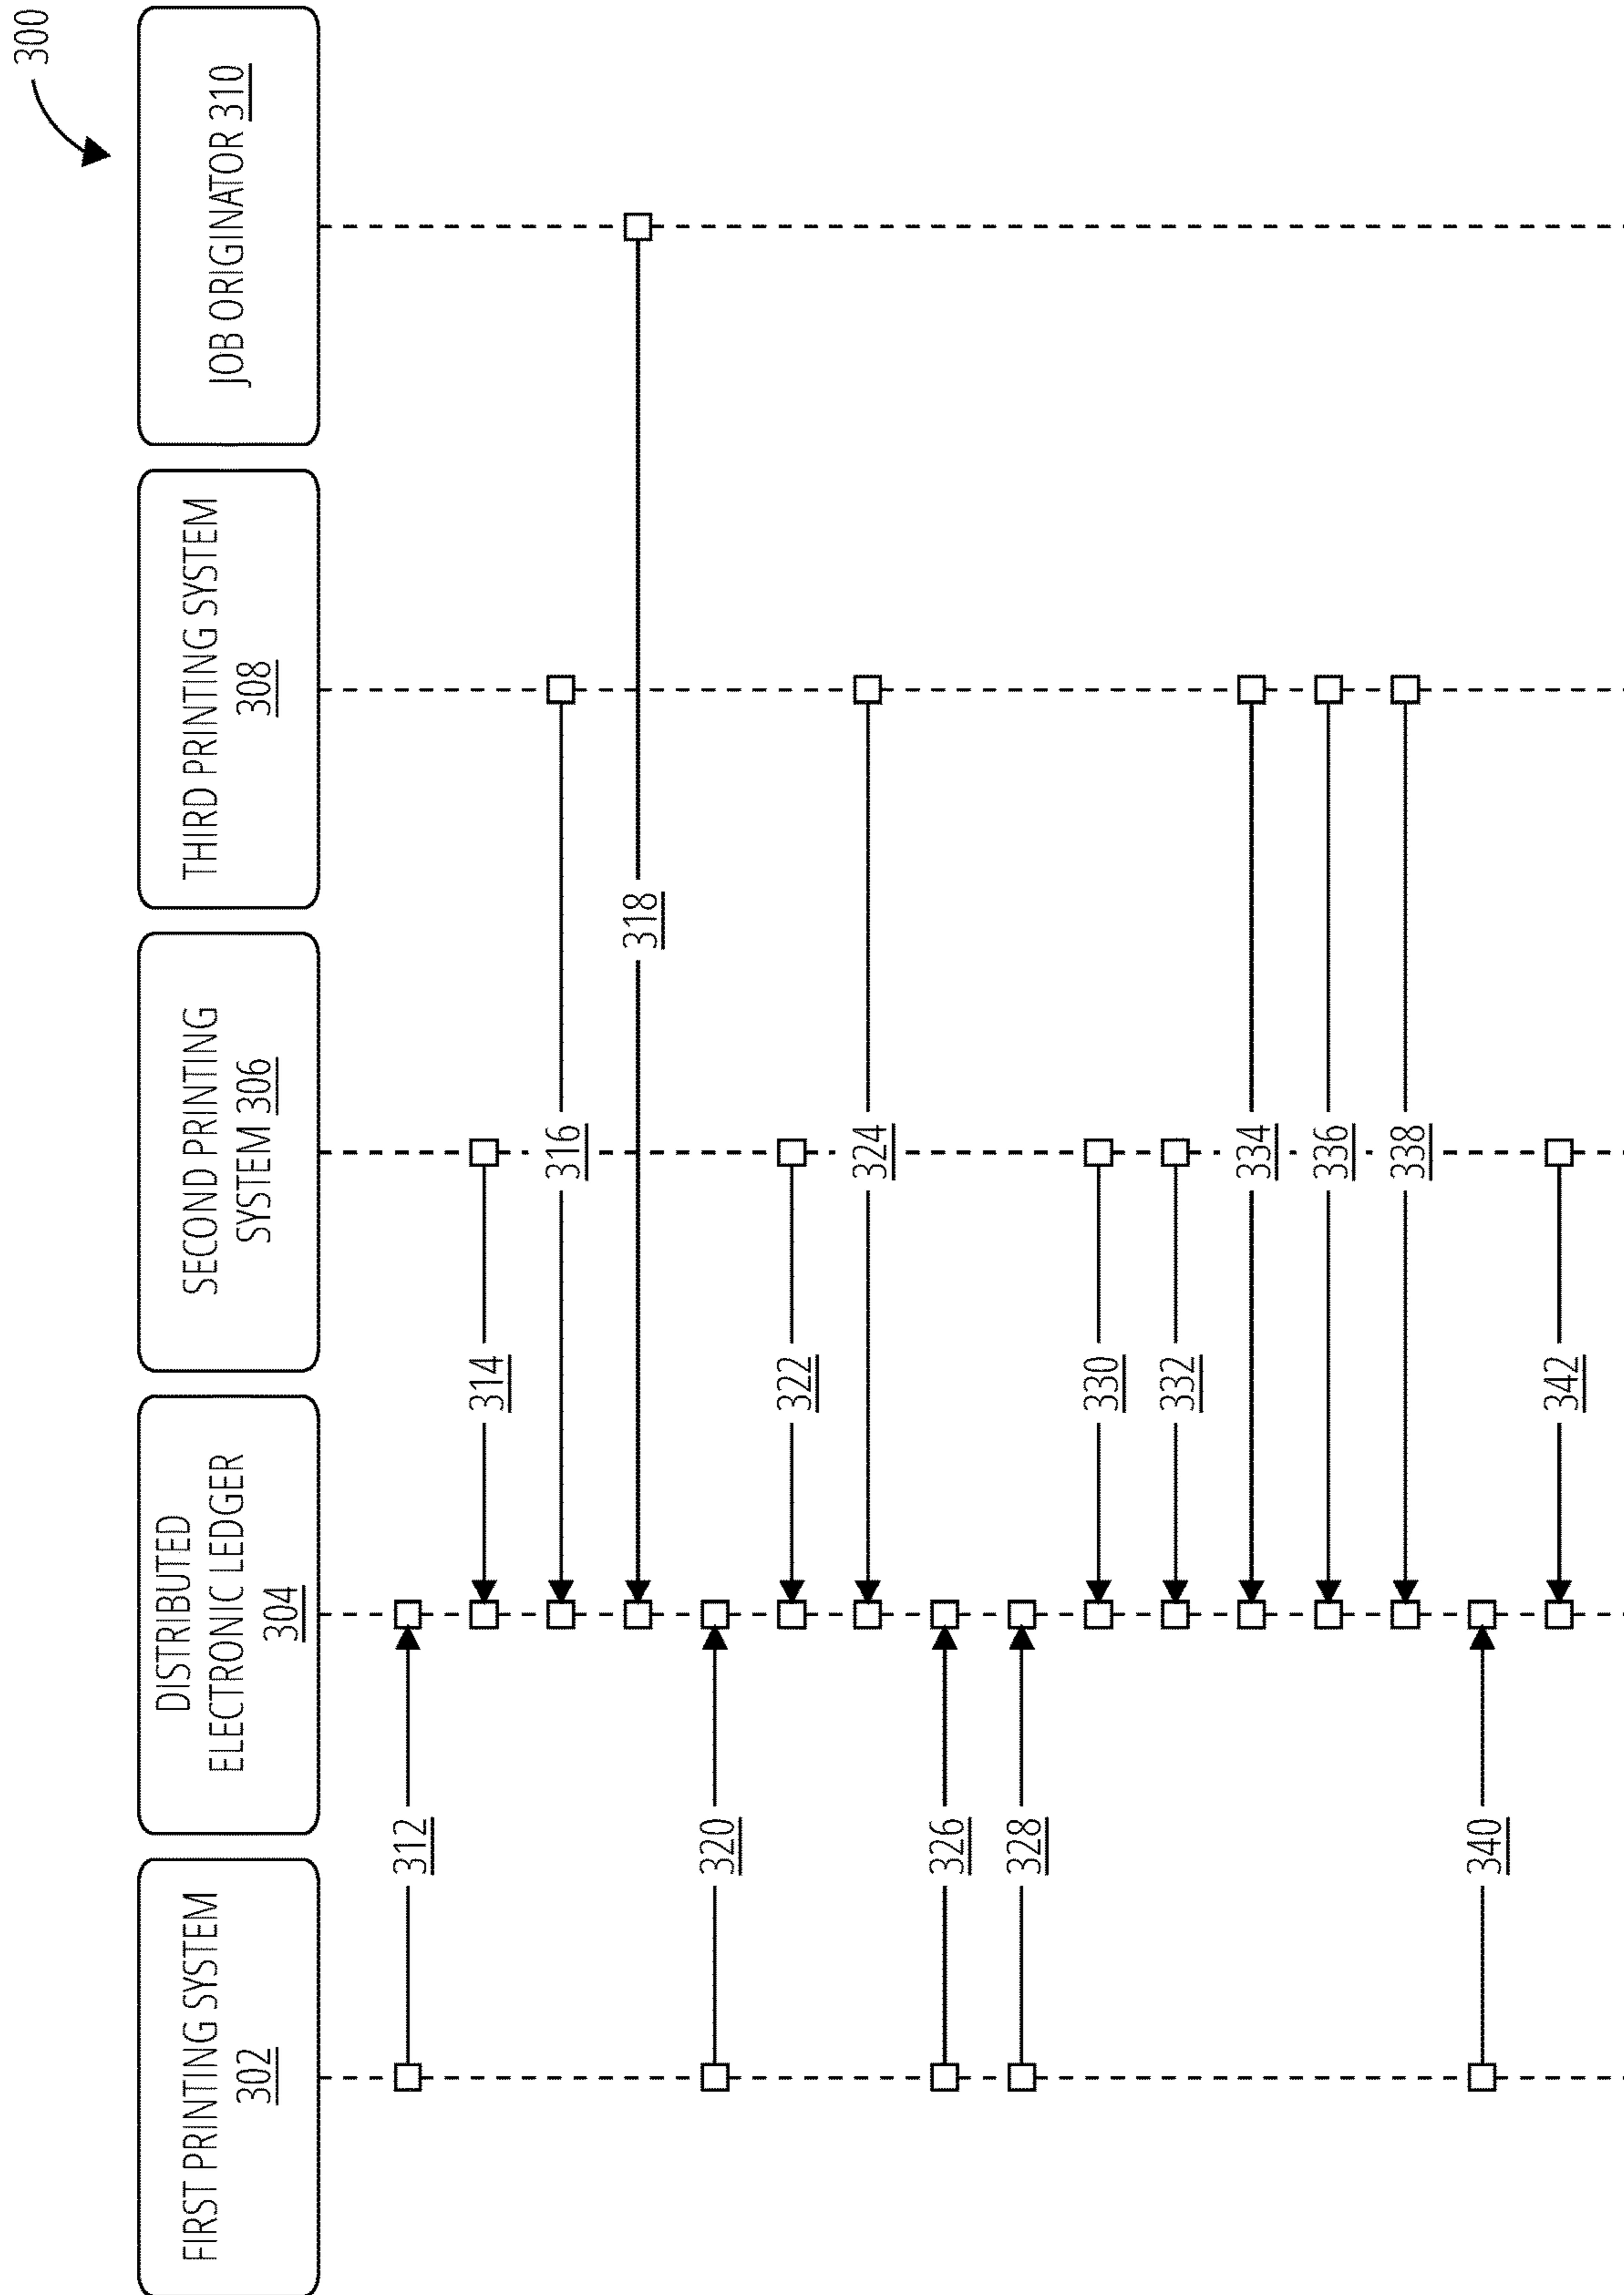 300
FIRST PRINTING SYSTEM
302
DISTRIBUTED
ELECTRONIC LEDGER
304
SECOND PRINTING
SYSTEM 306
THIRD PRINTING SYSTEM
308
JOB ORIGINATOR 310
312
314
316
318
320
322
324
326
328
330
332
334
336
338
340
342